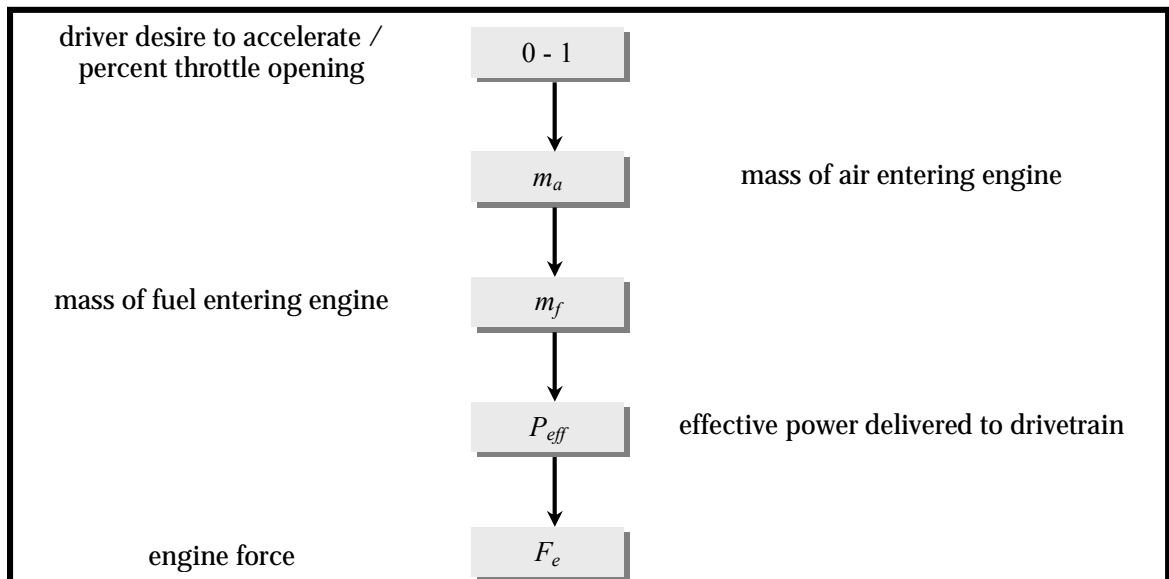 driver desire to accelerate /
percent throttle opening
0 - 1
m_a
mass of air entering engine
mass of fuel entering engine
m_f
P_eff
effective power delivered to drivetrain
engine force
F_e